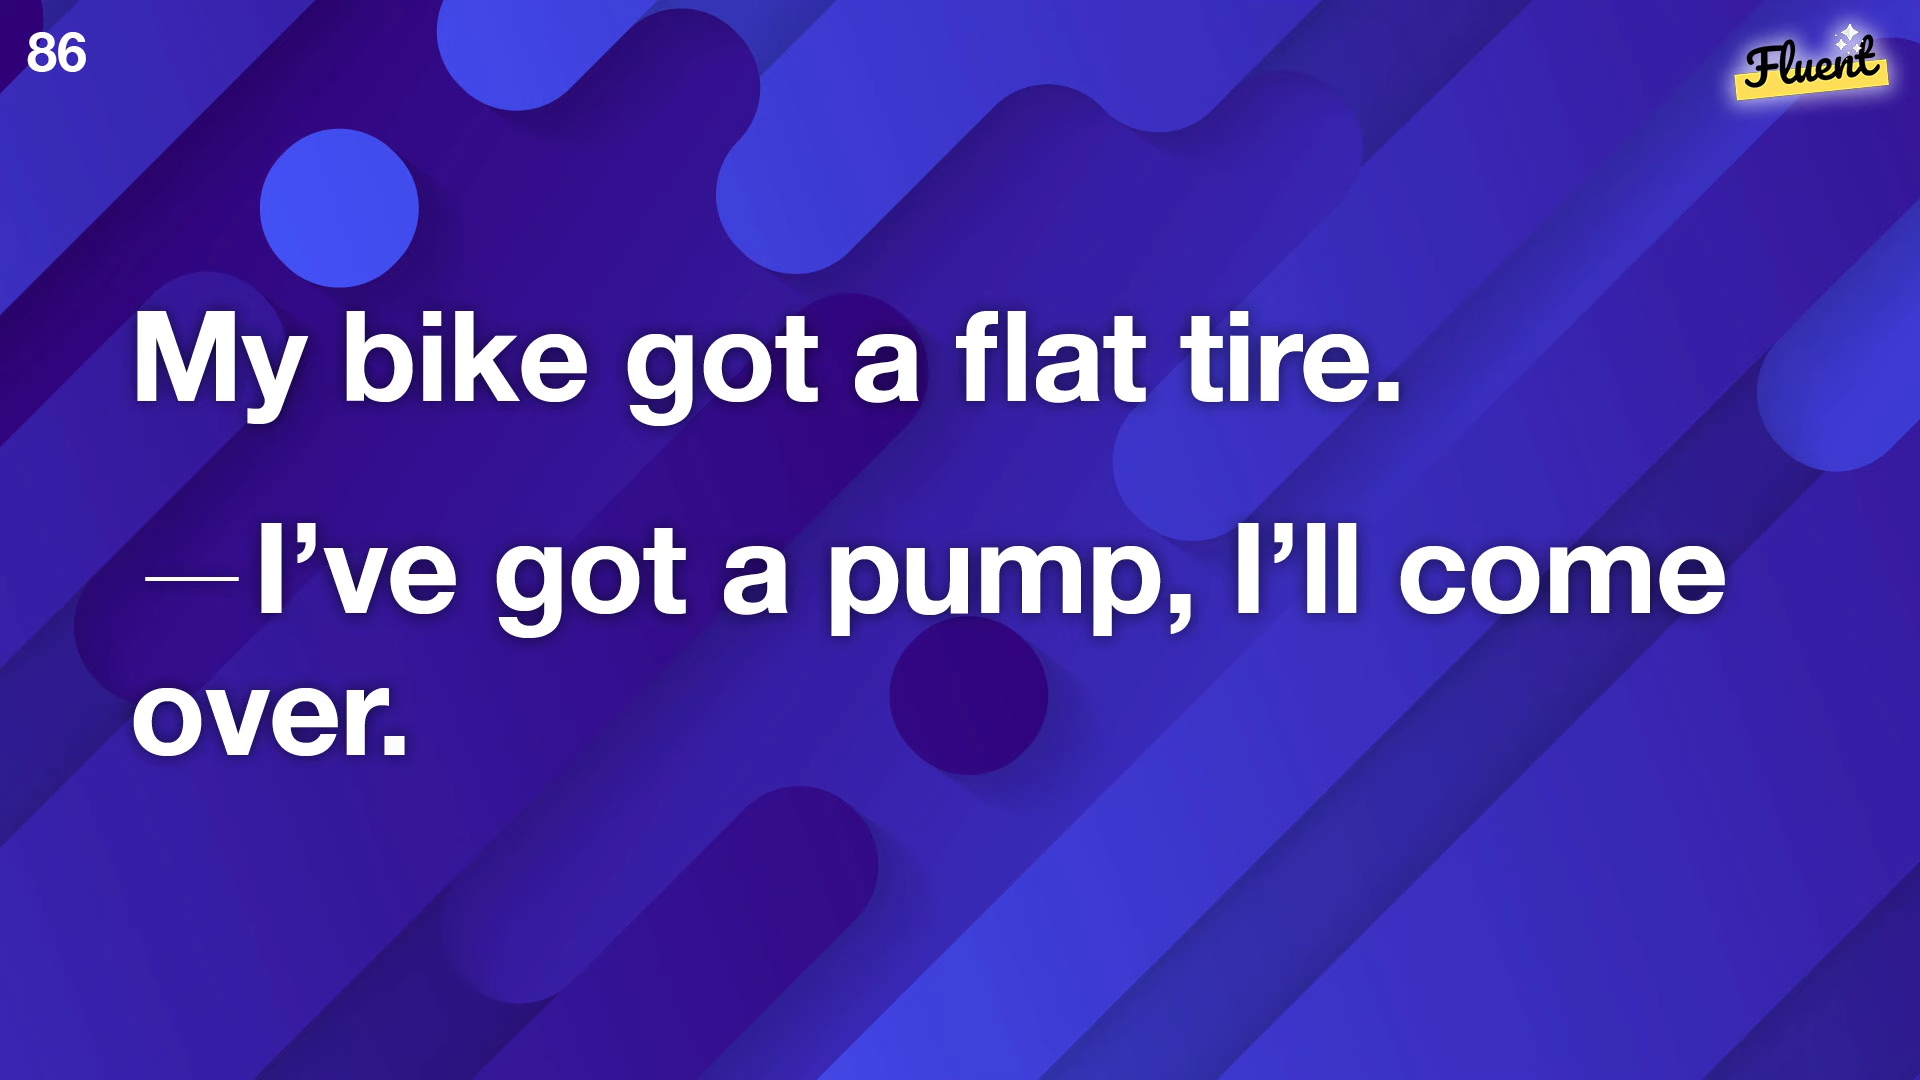 86
Fluent
My bike got a flat tire.
—I’ve got a pump, I’ll come
over.